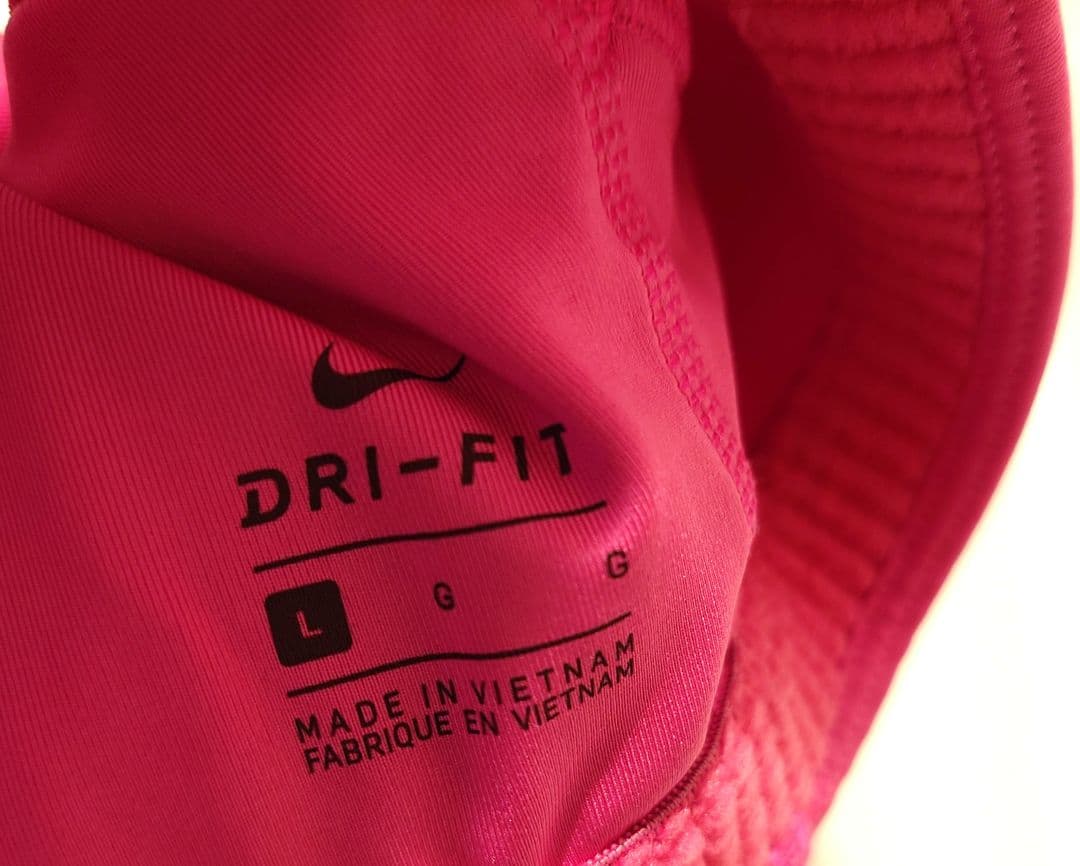 DRI-FIT
L G G
MADE IN VIETNAM
FABRIQUE EN VIETNAM